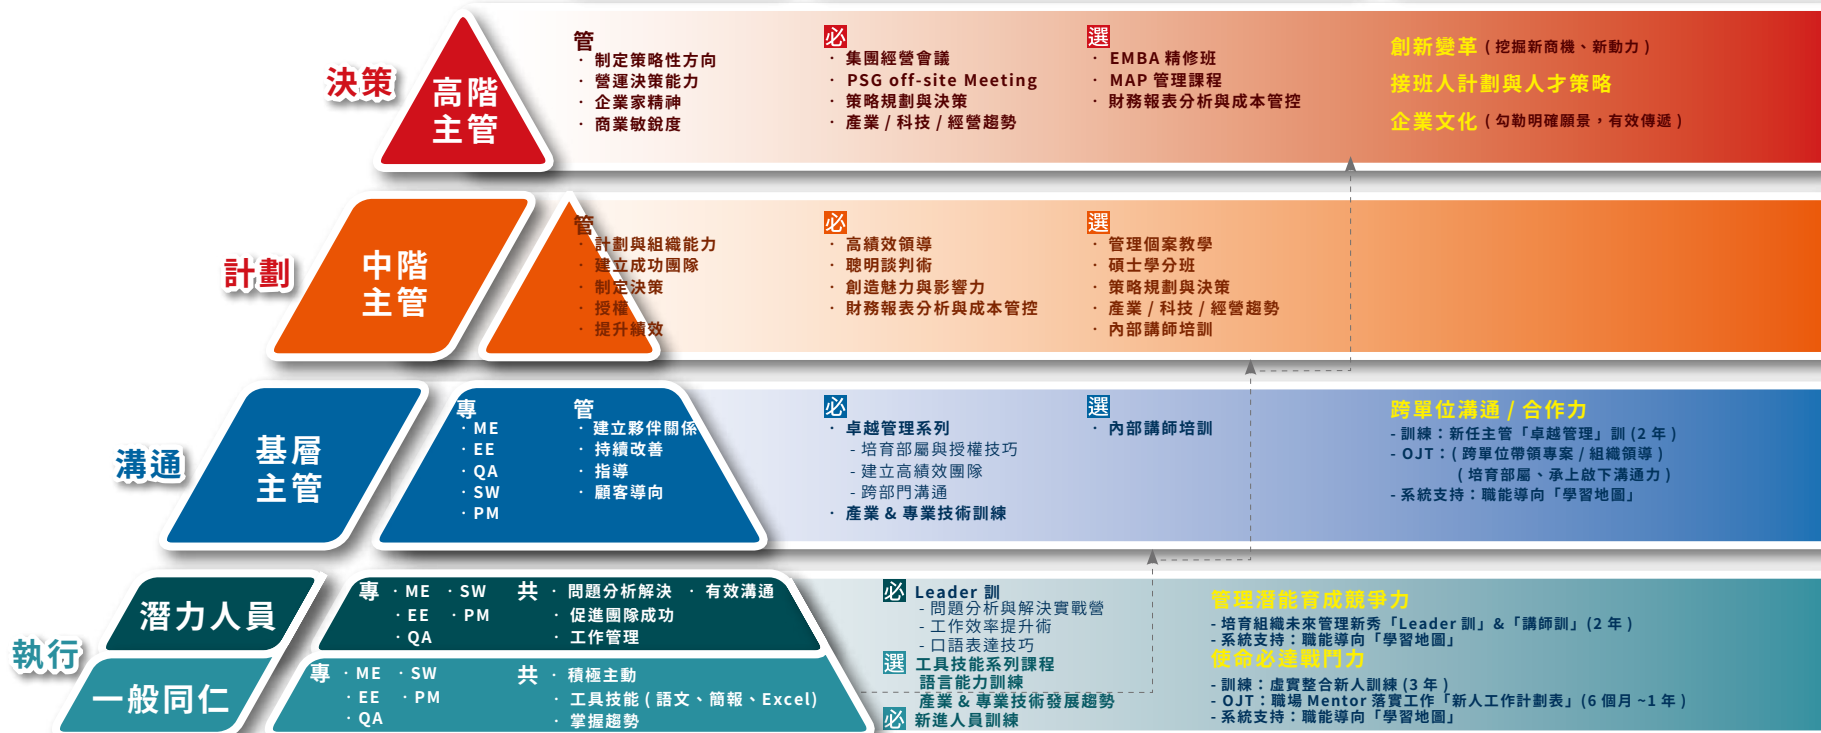 決策
高階
主管
管
· 制定策略性方向
· 營運決策能力
· 企業家精神
· 商業敏銳度
必
· 集團經營會議
· PSG off-site Meeting
· 策略規劃與決策
· 產業 / 科技 / 經營趨勢
選
· EMBA 精修班
· MAP 管理課程
· 財務報表分析與成本管控
創新變革 ( 挖掘新商機、新動力 )
接班人計劃與人才策略
企業文化 ( 勾勒明確願景，有效傳遞 )
計劃
中階
主管
管
· 計劃與組織能力
· 建立成功團隊
· 制定決策
· 授權
· 提升績效
必
· 高績效領導
· 聰明談判術
· 創造魅力與影響力
· 財務報表分析與成本管控
選
· 管理個案教學
· 碩士學分班
· 策略規劃與決策
· 產業 / 科技 / 經營趨勢
· 內部講師培訓
溝通
基層
主管
專
· ME
· EE
· QA
· SW
· PM
管
· 建立夥伴關係
· 持續改善
· 指導
· 顧客導向
必
· 卓越管理系列
- 培育部屬與授權技巧
- 建立高績效團隊
- 跨部門溝通
· 產業 & 專業技術訓練
選
· 內部講師培訓
跨單位溝通 / 合作力
- 訓練：新任主管「卓越管理」訓 (2 年 )
- OJT：( 跨單位帶領專案 / 組織領導 )
( 培育部屬、承上啟下溝通力 )
- 系統支持：職能導向「學習地圖」
執行
潛力人員
專 · ME · SW
· EE · PM
· QA
共 · 問題分析解決 · 有效溝通
· 促進團隊成功
· 工作管理
必 Leader 訓
- 問題分析與解決實戰營
- 工作效率提升術
- 口語表達技巧
管理潛能育成競爭力
- 培育組織未來管理新秀「Leader 訓」&「講師訓」(2 年 )
- 系統支持：職能導向「學習地圖」
一般同仁
專 · ME · SW
· EE · PM
· QA
共 · 積極主動
· 工具技能 ( 語文、簡報、Excel)
· 掌握趨勢
選 工具技能系列課程
語言能力訓練
產業 & 專業技術發展趨勢
必 新進人員訓練
使命必達戰鬥力
- 訓練：虛實整合新人訓練 (3 年 )
- OJT：職場 Mentor 落實工作「新人工作計劃表」(6 個月 ~1 年 )
- 系統支持：職能導向「學習地圖」